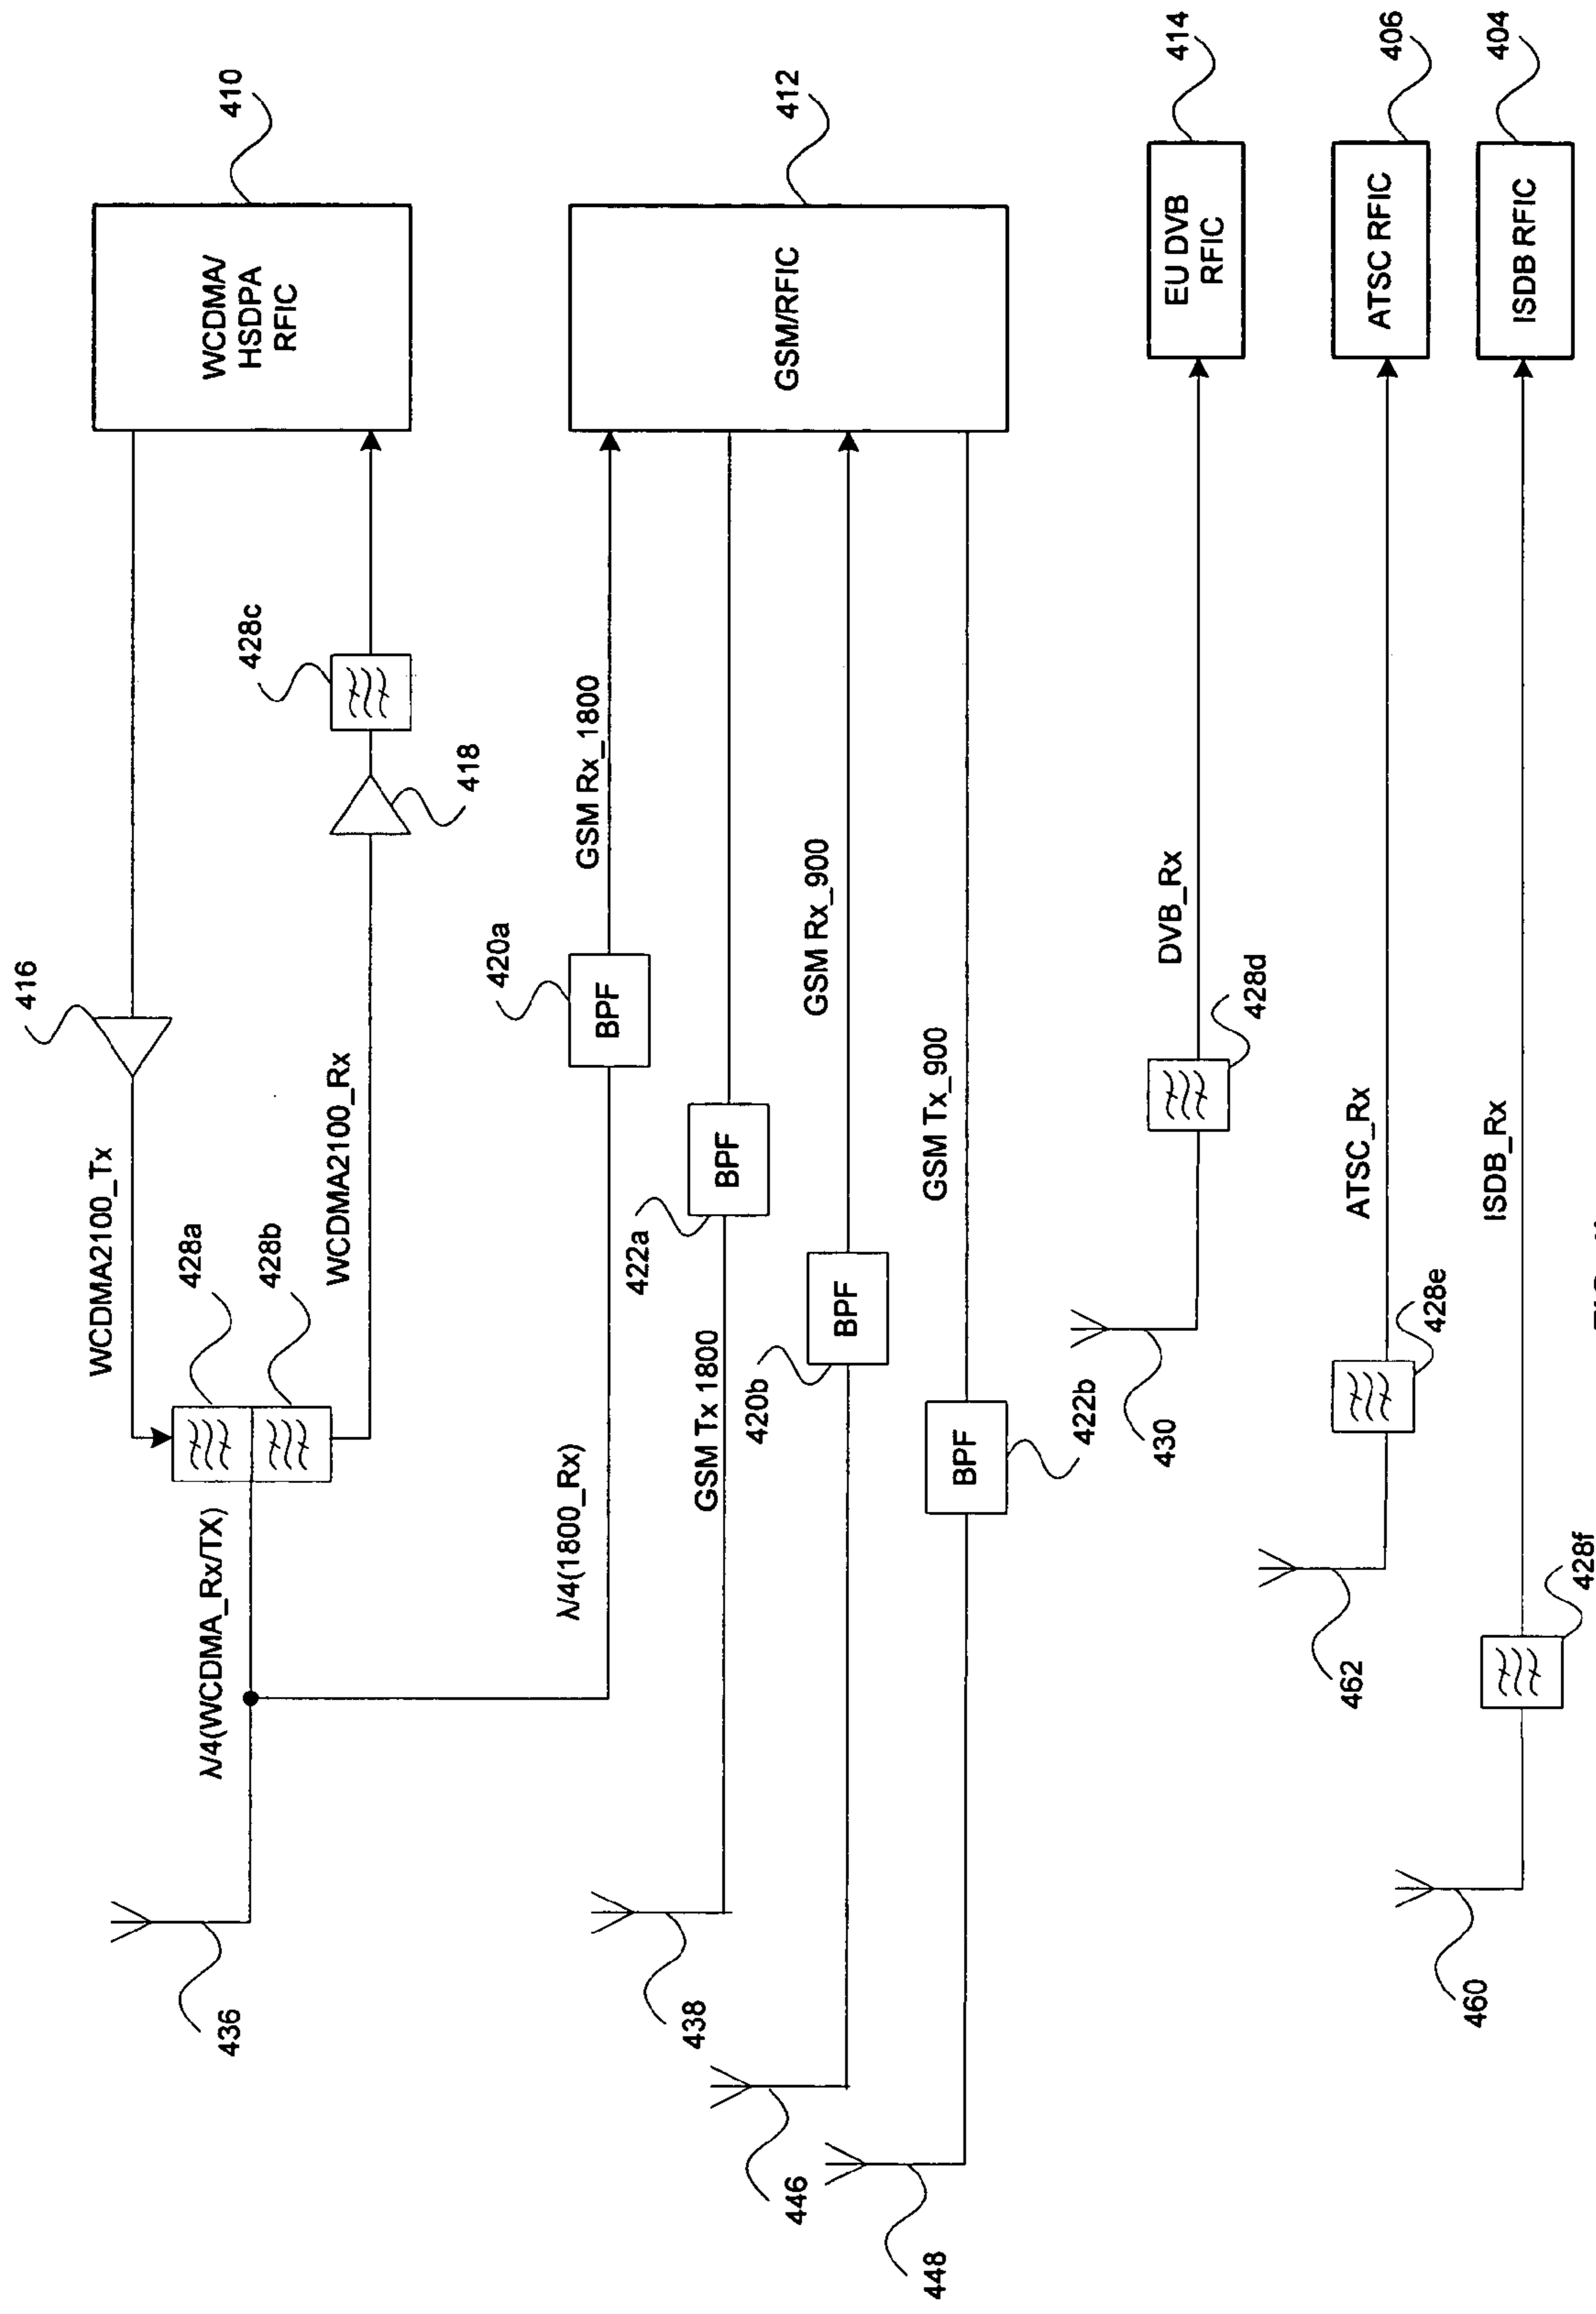 410
WCDMA/
HSDPA
RFIC
428c
418
416
WCDMA2100_Tx
428a
428b
WCDMA2100_Rx
λ/4(WCDMA_Rx/TX)
436
412
GSM/RFIC
GSM Rx_1800
420a
BPF
λ/4(1800_Rx)
BPF
422a
GSM Tx 1800
438
GSM Rx_900
BPF
420b
446
GSM Tx_900
BPF
422b
448
414
EU DVB
RFIC
DVB_Rx
428d
430
406
ATSC RFIC
ATSC_Rx
428e
462
404
ISDB RFIC
ISDB_Rx
428f
460